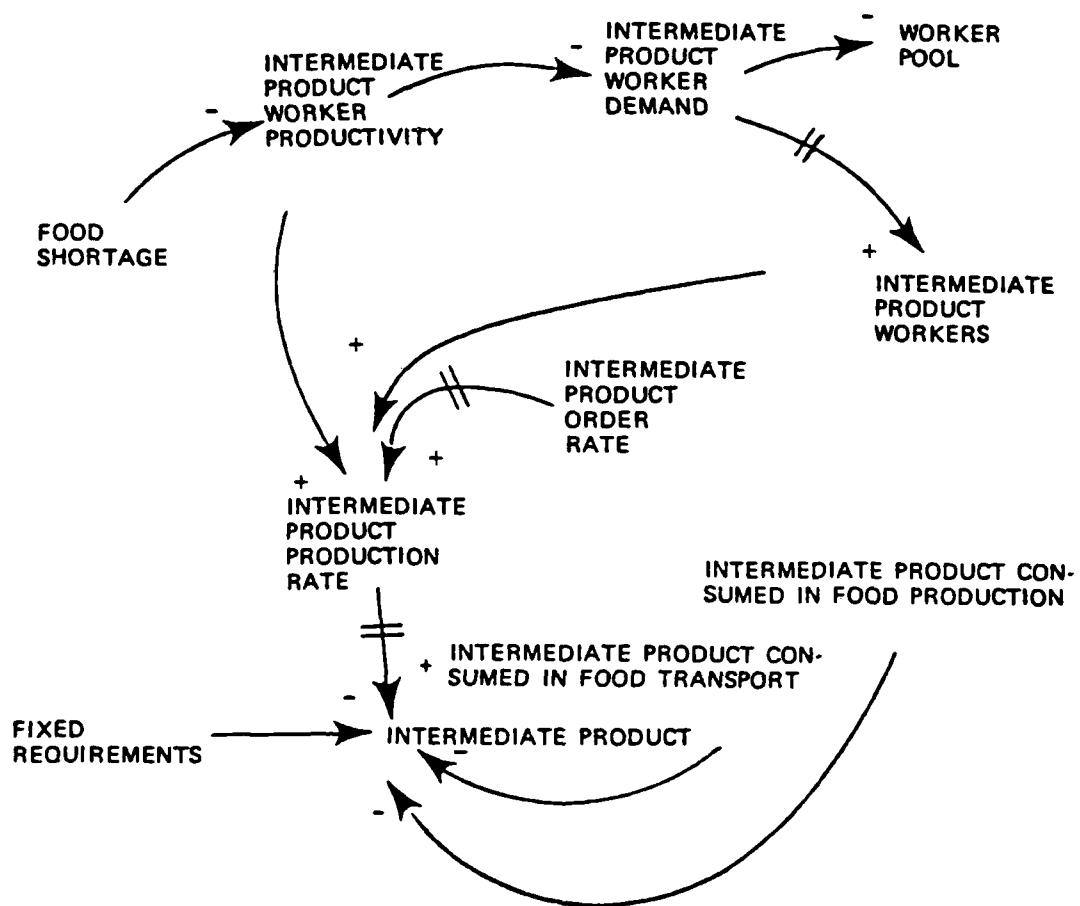 INTERMEDIATE
PRODUCT
WORKER
PRODUCTIVITY
-
INTERMEDIATE
PRODUCT
WORKER
DEMAND
-
WORKER
POOL
-
FOOD
SHORTAGE
+
INTERMEDIATE
PRODUCT
WORKERS
+
INTERMEDIATE
PRODUCT
ORDER
RATE
+
+
INTERMEDIATE
PRODUCT
PRODUCTION
RATE
INTERMEDIATE PRODUCT CON-
SUMED IN FOOD PRODUCTION
+
INTERMEDIATE PRODUCT CON-
SUMED IN FOOD TRANSPORT
-
FIXED
REQUIREMENTS
INTERMEDIATE PRODUCT
-
-